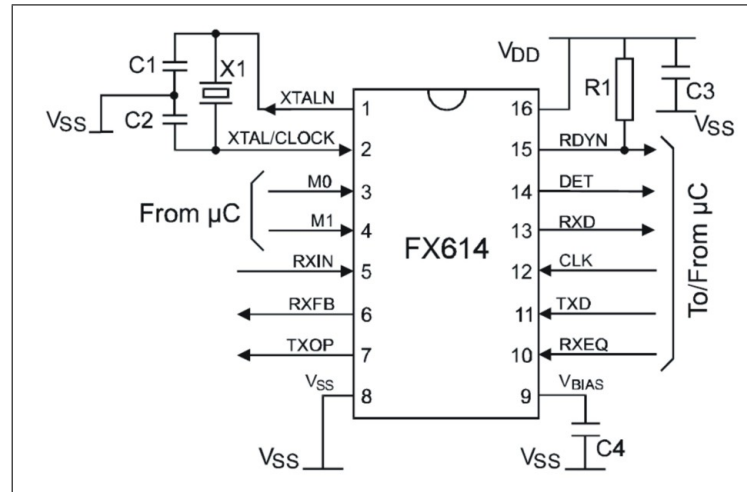 C1
X1
C2
VSS
XTALN
XTAL/CLOCK
From µC
M0
M1
RXIN
RXFB
TXOP
VSS
VSS
1
2
3
4
5
6
7
8
FX614
16
15
14
13
12
11
10
9
VDD
R1
C3
VSS
RDYN
DET
RXD
CLK
TXD
RXEQ
VBIAS
C4
VSS
To/From µC